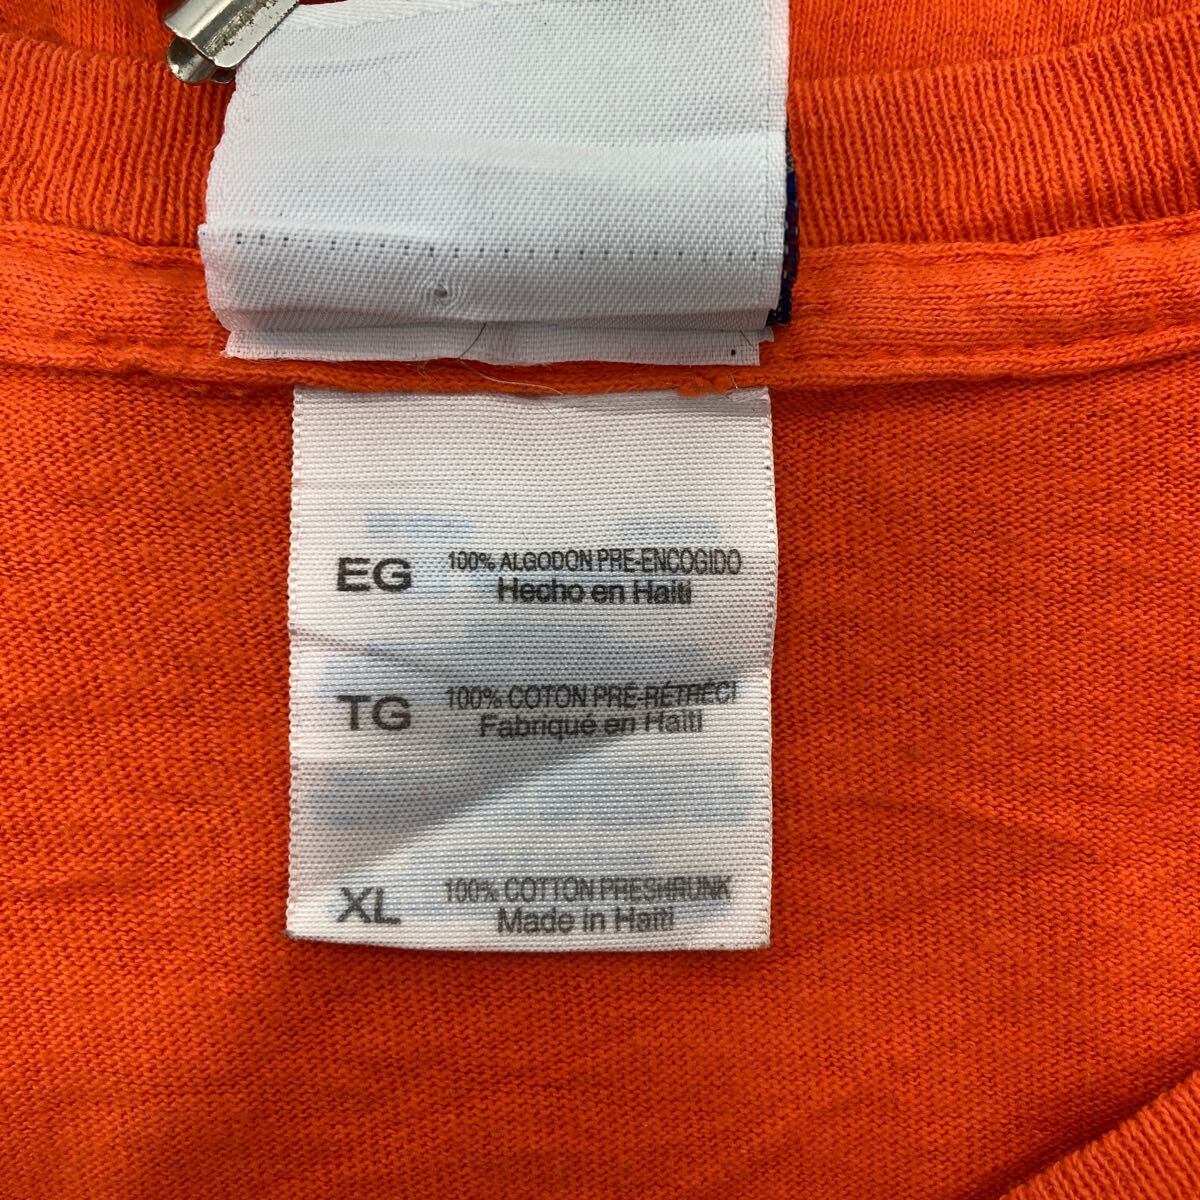 EG 100% ALGODON PRE-ENCOGIDO
Hecho en Haiti
TG 100% COTON PRÉ-RÉTRÉCI
Fabriqué en Haiti
XL 100% COTTON PRESHRUNK
Made in Haiti